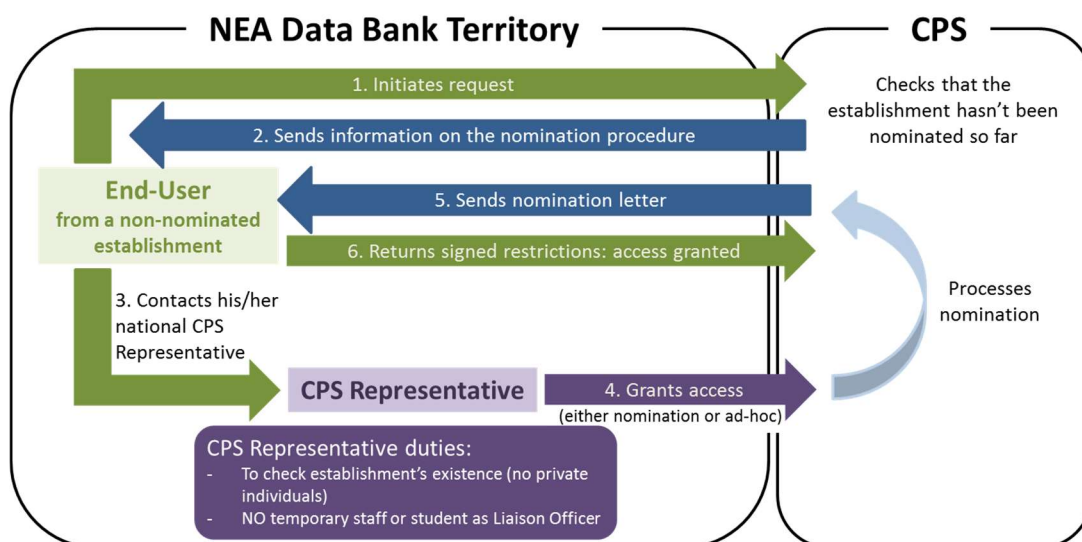 NEA Data Bank Territory
CPS
1. Initiates request
Checks that the
establishment hasn't been
nominated so far
2. Sends information on the nomination procedure
End-User
from a non-nominated
establishment
5. Sends nomination letter
6. Returns signed restrictions: access granted
3. Contacts his/her
national CPS
Representative
Processes
nomination
CPS Representative
4. Grants access
(either nomination or ad-hoc)
CPS Representative duties:
- To check establishment's existence (no private
individuals)
- NO temporary staff or student as Liaison Officer